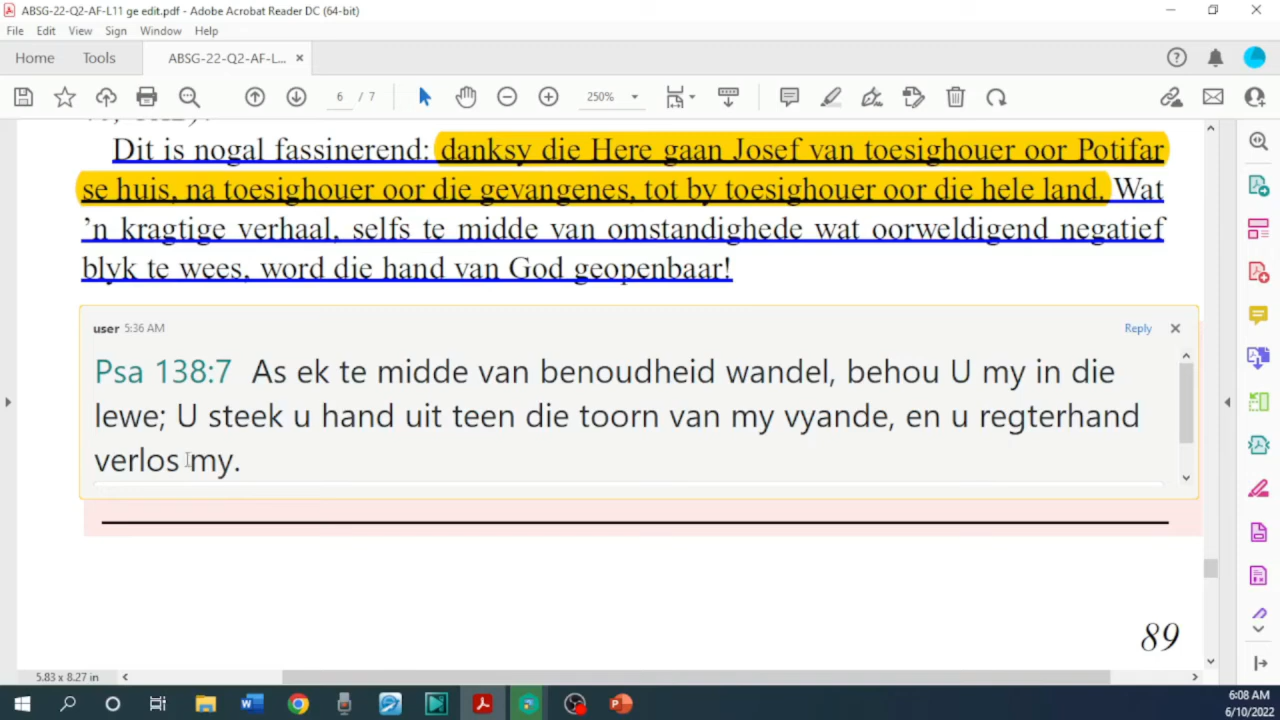 ABSG-22-Q2-AF-L11 ge edit.pdf - Adobe Acrobat Reader DC (64-bit)
File Edit View Sign Window Help
Home Tools ABSG-22-Q2-AF-L... ×
6 / 7 250%
Dit is nogal fassinerend: danksy die Here gaan Josef van toesighouer oor Potifar
se huis, na toesighouer oor die gevangenes, tot by toesighouer oor die hele land. Wat
’n kragtige verhaal, selfs te midde van omstandighede wat oorweldigend negatief
blyk te wees, word die hand van God geopenbaar!
user 5:36 AM Reply
Psa 138:7 As ek te midde van benoudheid wandel, behou U my in die
lewe; U steek u hand uit teen die toorn van my vyande, en u regterhand
verlos my.
89
5.83 x 8.27 in
6:08 AM
6/10/2022